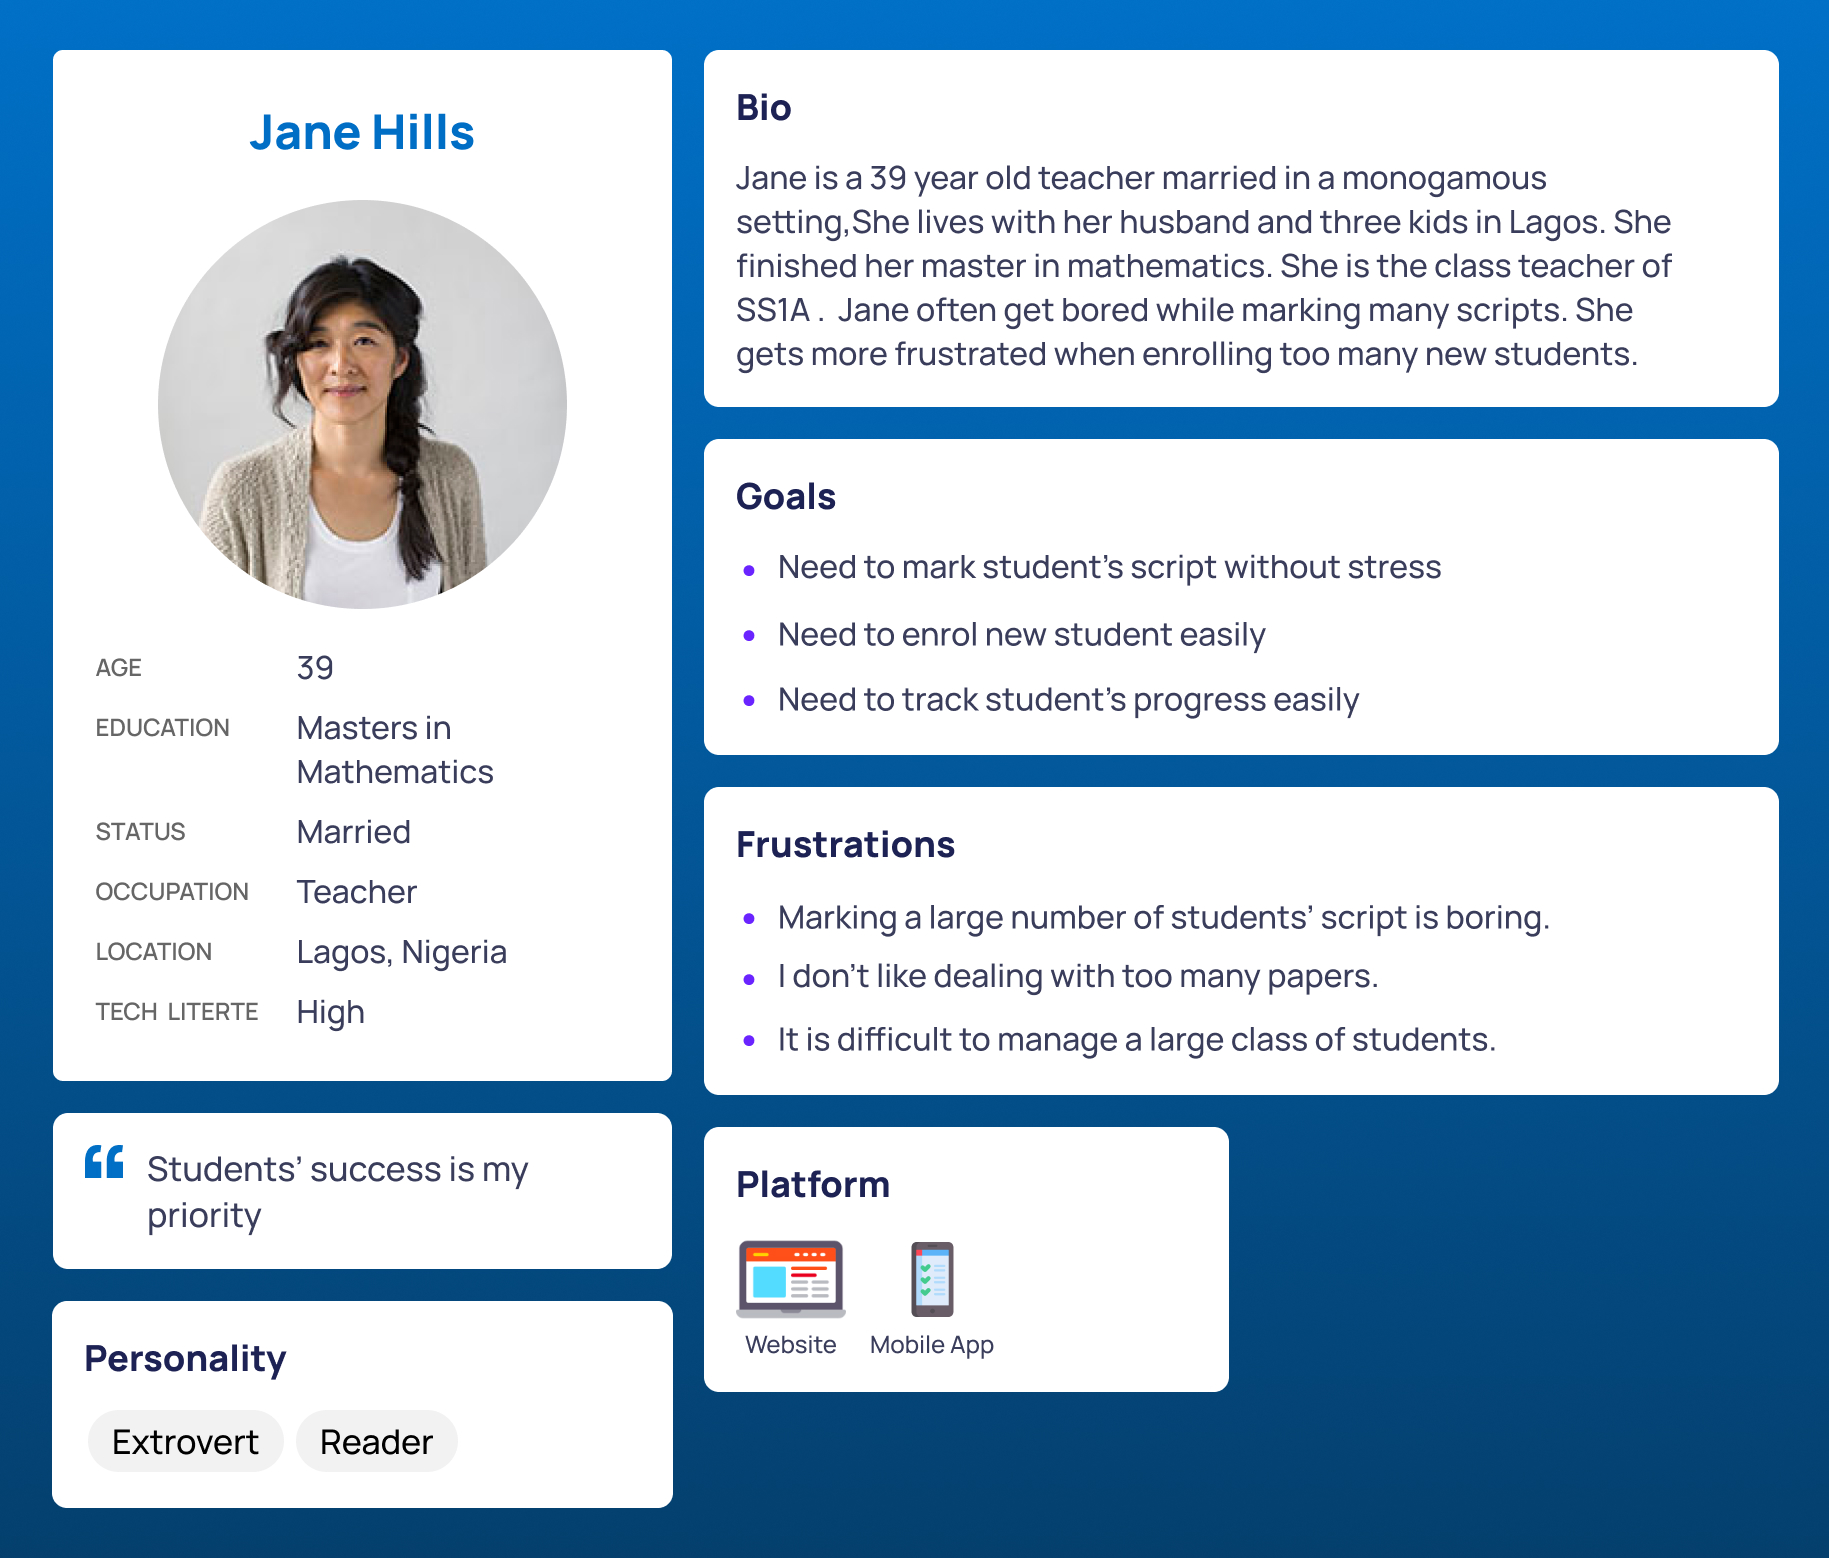 Jane Hills
AGE 39
EDUCATION Masters in
Mathematics
STATUS Married
OCCUPATION Teacher
LOCATION Lagos, Nigeria
TECH LITERTE High
“ Students’ success is my
priority
Personality
Extrovert Reader
Bio
Jane is a 39 year old teacher married in a monogamous
setting,She lives with her husband and three kids in Lagos. She
finished her master in mathematics. She is the class teacher of
SS1A . Jane often get bored while marking many scripts. She
gets more frustrated when enrolling too many new students.
Goals
• Need to mark student’s script without stress
• Need to enrol new student easily
• Need to track student’s progress easily
Frustrations
• Marking a large number of students’ script is boring.
• I don’t like dealing with too many papers.
• It is difficult to manage a large class of students.
Platform
Website Mobile App